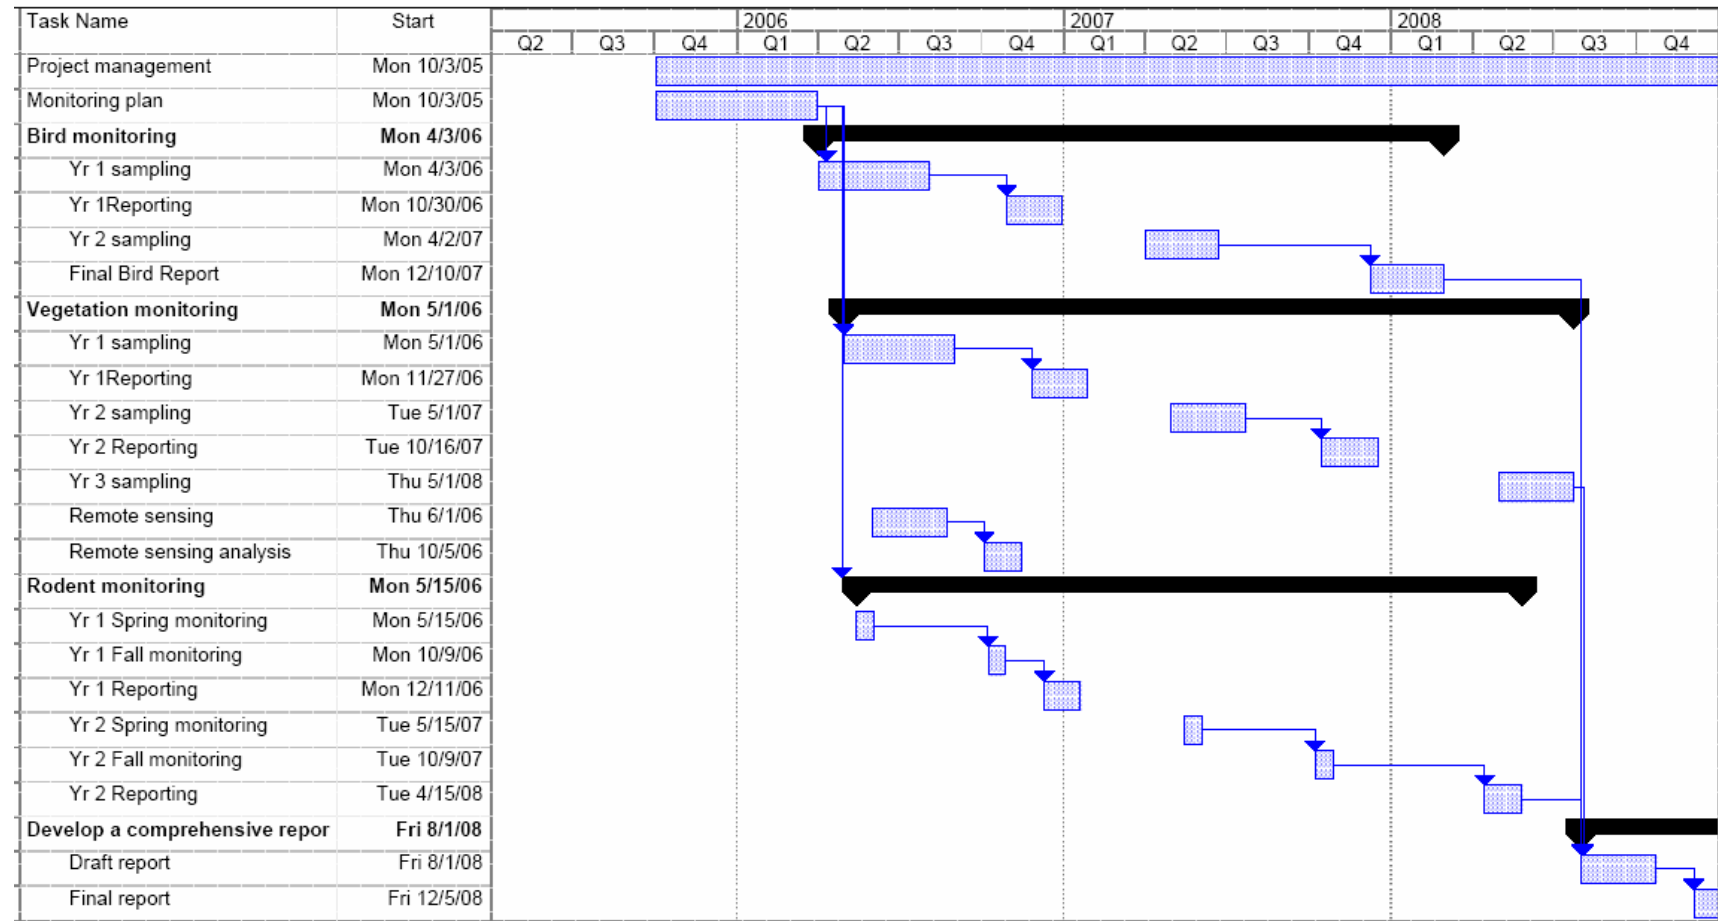 Task Name Start 2006 2007 2008
Q2 Q3 Q4 Q1 Q2 Q3 Q4 Q1 Q2 Q3 Q4 Q1 Q2 Q3 Q4
Project management Mon 10/3/05
Monitoring plan Mon 10/3/05
Bird monitoring Mon 4/3/06
Yr 1 sampling Mon 4/3/06
Yr 1Reporting Mon 10/30/06
Yr 2 sampling Mon 4/2/07
Final Bird Report Mon 12/10/07
Vegetation monitoring Mon 5/1/06
Yr 1 sampling Mon 5/1/06
Yr 1Reporting Mon 11/27/06
Yr 2 sampling Tue 5/1/07
Yr 2 Reporting Tue 10/16/07
Yr 3 sampling Thu 5/1/08
Remote sensing Thu 6/1/06
Remote sensing analysis Thu 10/5/06
Rodent monitoring Mon 5/15/06
Yr 1 Spring monitoring Mon 5/15/06
Yr 1 Fall monitoring Mon 10/9/06
Yr 1 Reporting Mon 12/11/06
Yr 2 Spring monitoring Tue 5/15/07
Yr 2 Fall monitoring Tue 10/9/07
Yr 2 Reporting Tue 4/15/08
Develop a comprehensive repor Fri 8/1/08
Draft report Fri 8/1/08
Final report Fri 12/5/08